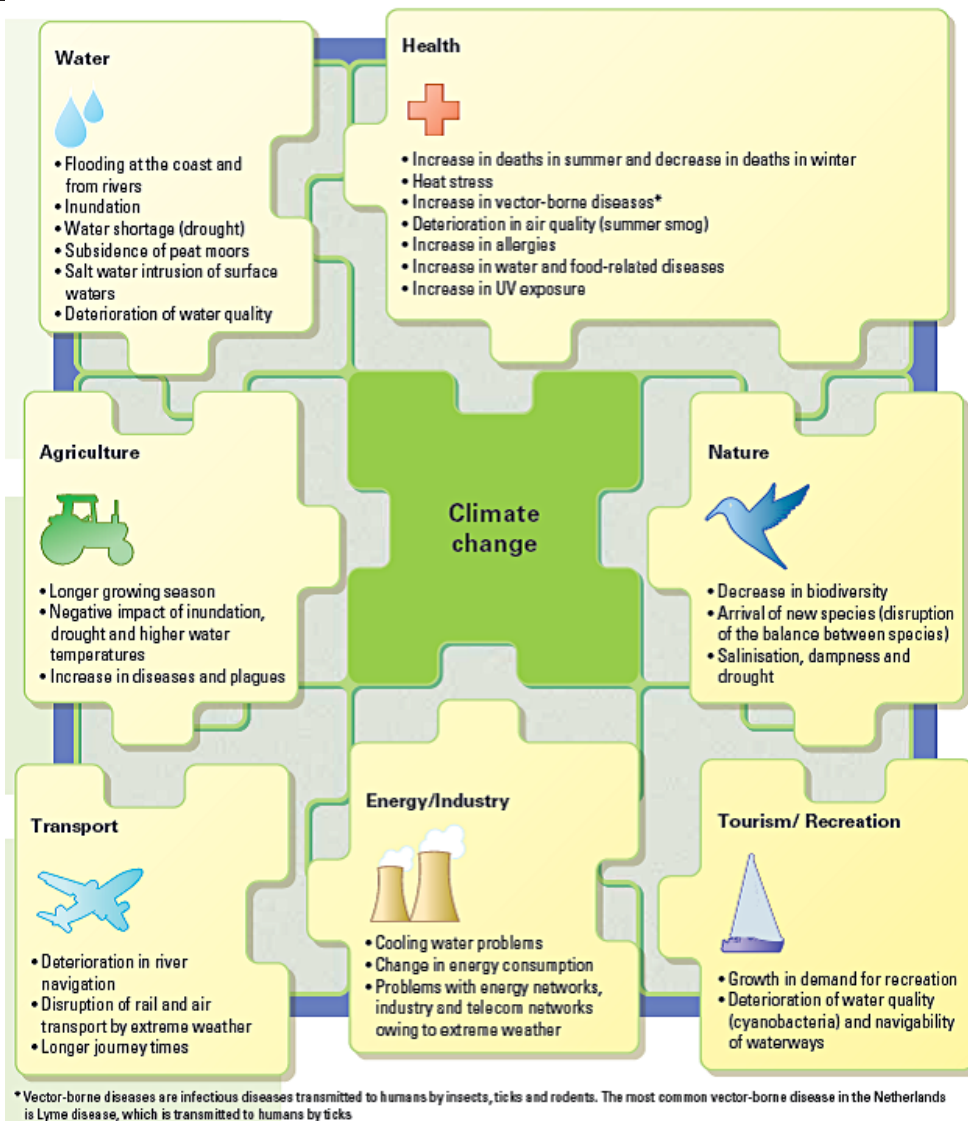 Water
• Flooding at the coast and
from rivers
• Inundation
• Water shortage (drought)
• Subsidence of peat moors
• Salt water intrusion of surface
waters
• Deterioration of water quality
Health
• Increase in deaths in summer and decrease in deaths in winter
• Heat stress
• Increase in vector-borne diseases*
• Deterioration in air quality (summer smog)
• Increase in allergies
• Increase in water and food-related diseases
• Increase in UV exposure
Agriculture
• Longer growing season
• Negative impact of inundation,
drought and higher water
temperatures
• Increase in diseases and plagues
Climate
change
Nature
• Decrease in biodiversity
• Arrival of new species (disruption
of the balance between species)
• Salinisation, dampness and
drought
Transport
• Deterioration in river
navigation
• Disruption of rail and air
transport by extreme weather
• Longer journey times
Energy/Industry
• Cooling water problems
• Change in energy consumption
• Problems with energy networks,
industry and telecom networks
owing to extreme weather
Tourism/ Recreation
• Growth in demand for recreation
• Deterioration of water quality
(cyanobacteria) and navigability
of waterways
* Vector-borne diseases are infectious diseases transmitted to humans by insects, ticks and rodents. The most common vector-borne disease in the Netherlands
is Lyme disease, which is transmitted to humans by ticks